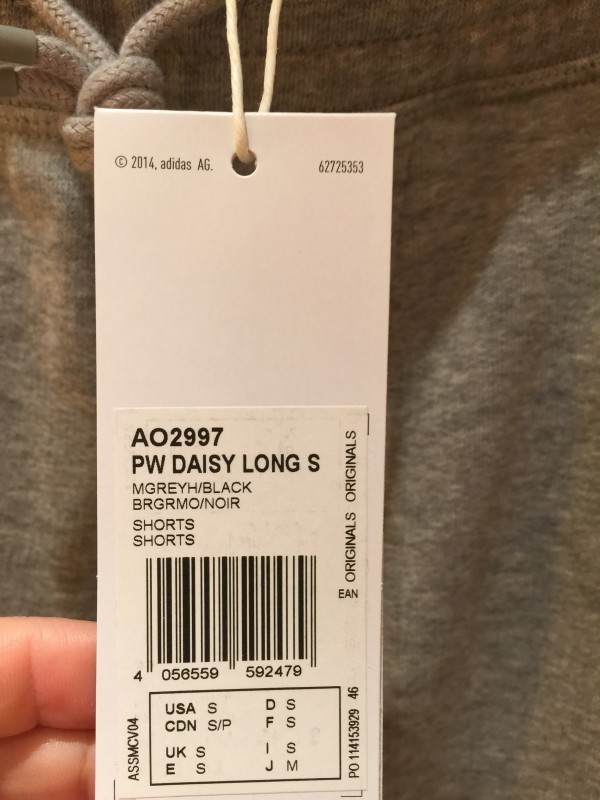 © 2014, adidas AG.
62725353
AO2997
PW DAISY LONG S
MGREYH/BLACK
BRGRMO/NOIR
SHORTS
SHORTS
ORIGINALS ORIGINALS
EAN
4 056559 592479
USA S D S
CDN S/P F S
UK S I S
E S J M
ASSMCV04
PO 114153929 46